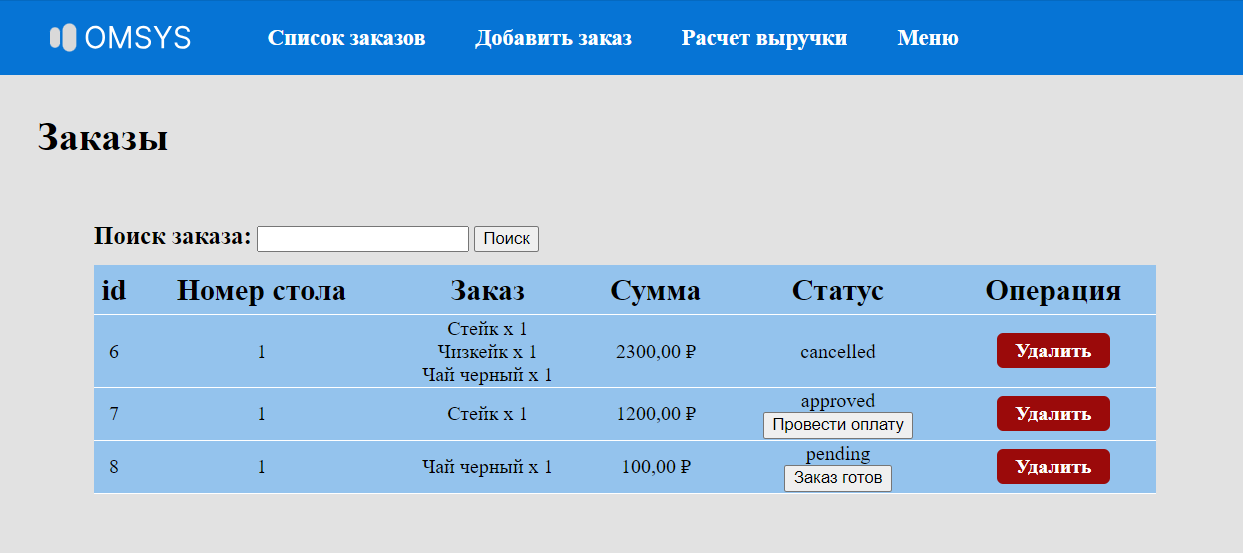 OMSYS Список заказов Добавить заказ Расчет выручки Меню
Заказы
Поиск заказа: Поиск
id Номер стола Заказ Сумма Статус Операция
Стейк x 1
6 1 Чизкейк x 1 2300,00 ₽ cancelled Удалить
Чай черный x 1
approved
7 1 Стейк x 1 1200,00 ₽ Удалить
Провести оплату
pending
8 1 Чай черный x 1 100,00 ₽ Удалить
Заказ готов